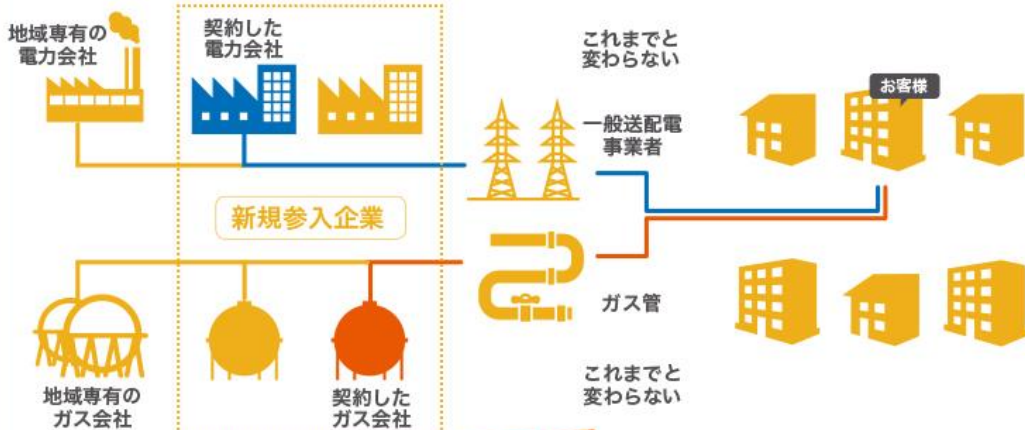 地域専有の
電力会社
契約した
電力会社
これまでと
変わらない
お客様
一般送配電
事業者
新規参入企業
ガス管
地域専有の
ガス会社
契約した
ガス会社
これまでと
変わらない